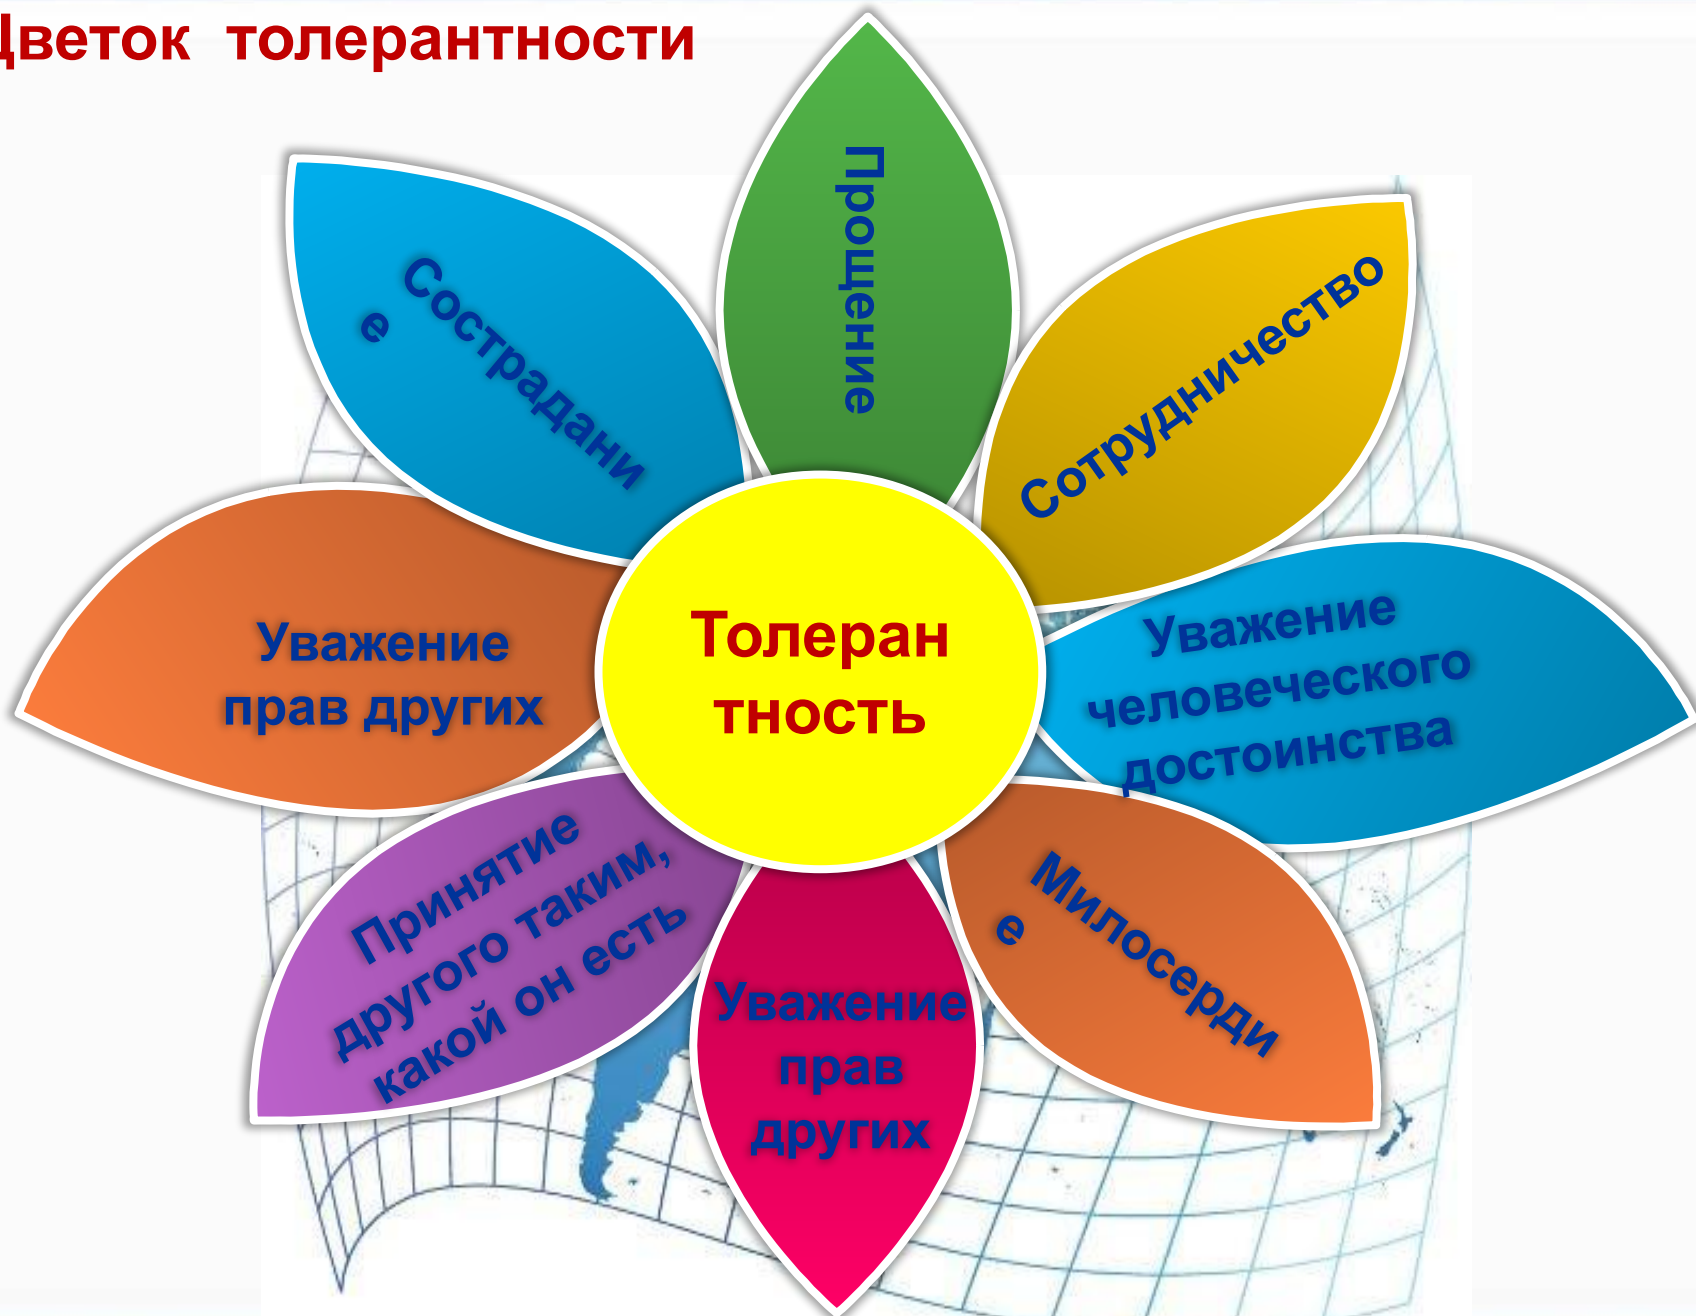 Цветок толерантности
Прощение
Сострадани
е
Сотрудничество
Уважение
прав других
Толеран
тность
Уважение
человеческого
достоинства
Принятие
другого таким,
какой он есть
Уважение
прав
других
Милосерди
е